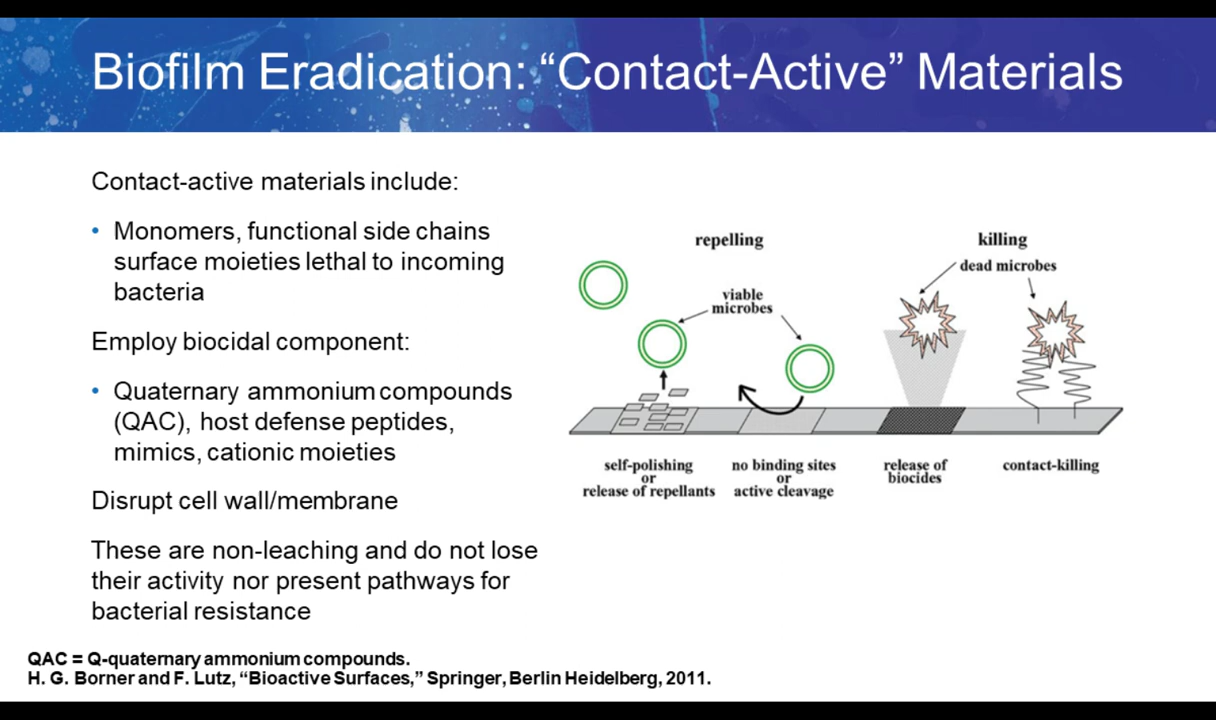 Biofilm Eradication: “Contact-Active” Materials
Contact-active materials include:
• Monomers, functional side chains
surface moieties lethal to incoming
bacteria
Employ biocidal component:
• Quaternary ammonium compounds
(QAC), host defense peptides,
mimics, cationic moieties
Disrupt cell wall/membrane
These are non-leaching and do not lose
their activity nor present pathways for
bacterial resistance
repelling
killing
dead microbes
viable
microbes
self-polishing
or
release of repellants
no binding sites
or
active cleavage
release of
biocides
contact-killing
QAC = Q-quaternary ammonium compounds.
H. G. Borner and F. Lutz, “Bioactive Surfaces,” Springer, Berlin Heidelberg, 2011.